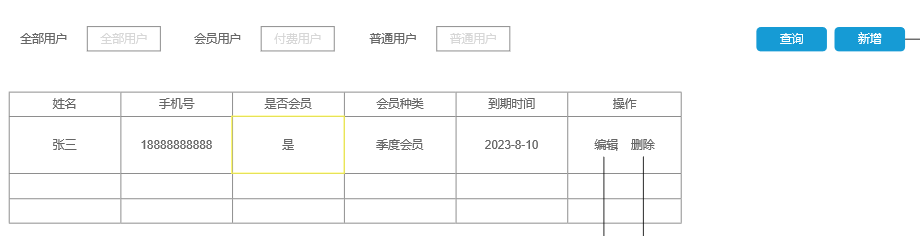 全部用户 全部用户 会员用户 付费用户 普通用户 普通用户 查询 新增
姓名 手机号 是否会员 会员种类 到期时间 操作
张三 18888888888 是 季度会员 2023-8-10 编辑 删除